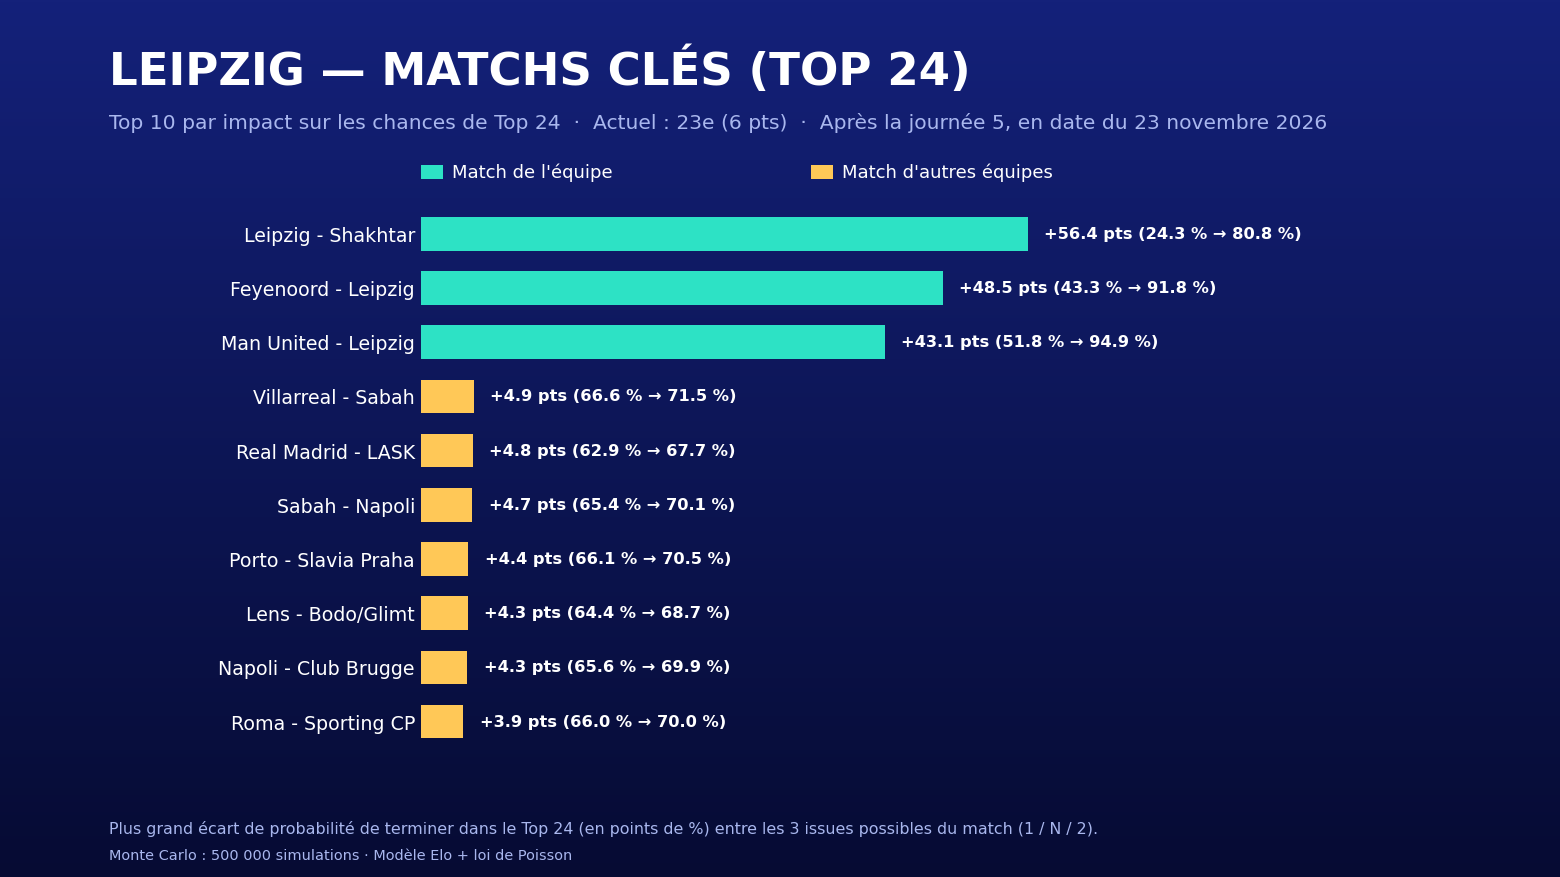 LEIPZIG — MATCHS CLÉS (TOP 24)
Top 10 par impact sur les chances de Top 24 · Actuel : 23e (6 pts) · Après la journée 5, en date du 23 novembre 2026
Match de l'équipe Match d'autres équipes
Leipzig - Shakhtar +56.4 pts (24.3 % → 80.8 %)
Feyenoord - Leipzig +48.5 pts (43.3 % → 91.8 %)
Man United - Leipzig +43.1 pts (51.8 % → 94.9 %)
Villarreal - Sabah +4.9 pts (66.6 % → 71.5 %)
Real Madrid - LASK +4.8 pts (62.9 % → 67.7 %)
Sabah - Napoli +4.7 pts (65.4 % → 70.1 %)
Porto - Slavia Praha +4.4 pts (66.1 % → 70.5 %)
Lens - Bodo/Glimt +4.3 pts (64.4 % → 68.7 %)
Napoli - Club Brugge +4.3 pts (65.6 % → 69.9 %)
Roma - Sporting CP +3.9 pts (66.0 % → 70.0 %)
Plus grand écart de probabilité de terminer dans le Top 24 (en points de %) entre les 3 issues possibles du match (1 / N / 2).
Monte Carlo : 500 000 simulations · Modèle Elo + loi de Poisson